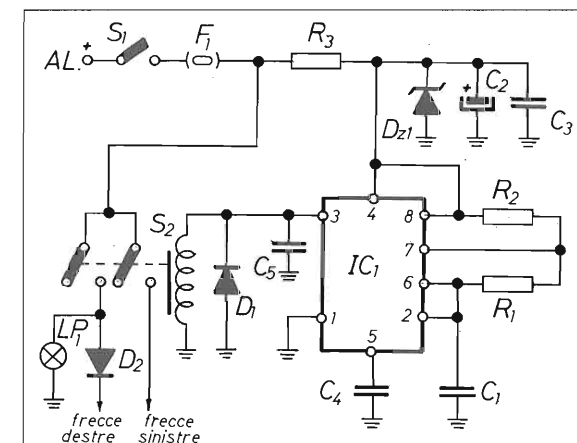 S1 F1 R3
AL. +
+ C2
Dz1 C3
3 4 8 R2
S2 7
C5 IC1 6 R1
D1 1 2
5
LP1 D2
C4 C1
frecce destre
frecce sinistre